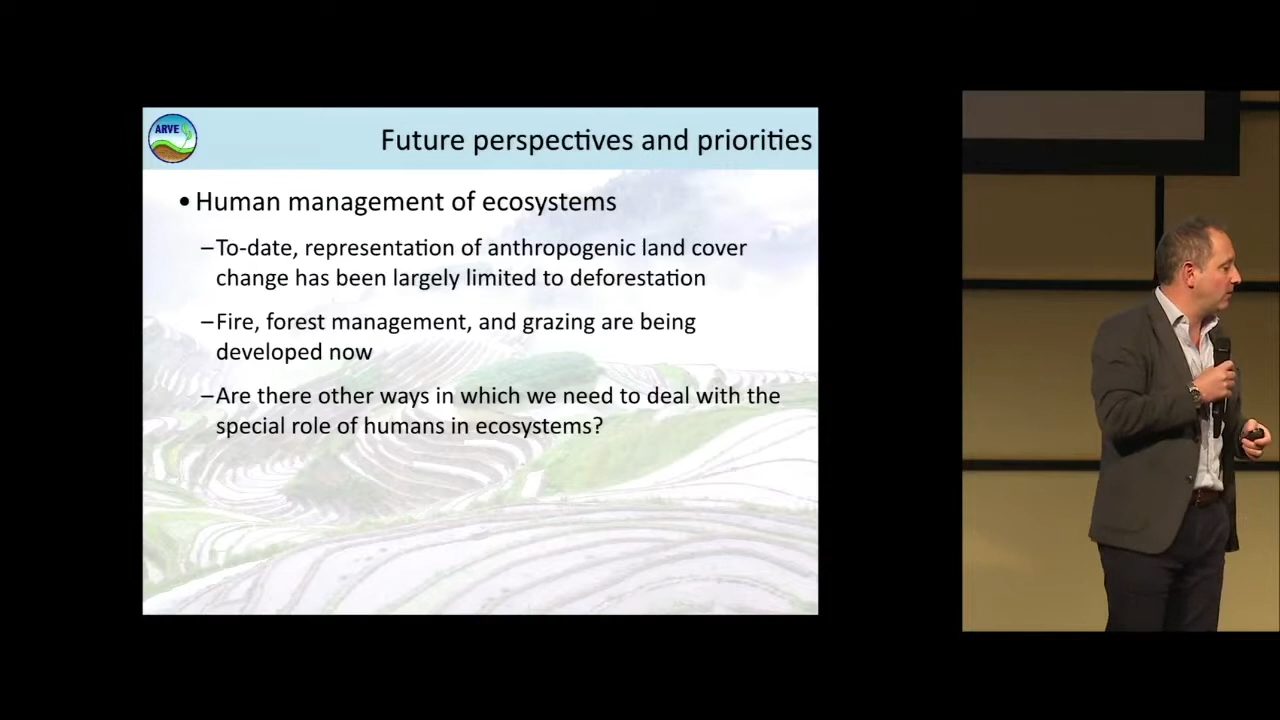 ARVE
Future perspectives and priorities
• Human management of ecosystems
–To-date, representation of anthropogenic land cover
change has been largely limited to deforestation
–Fire, forest management, and grazing are being
developed now
–Are there other ways in which we need to deal with the
special role of humans in ecosystems?